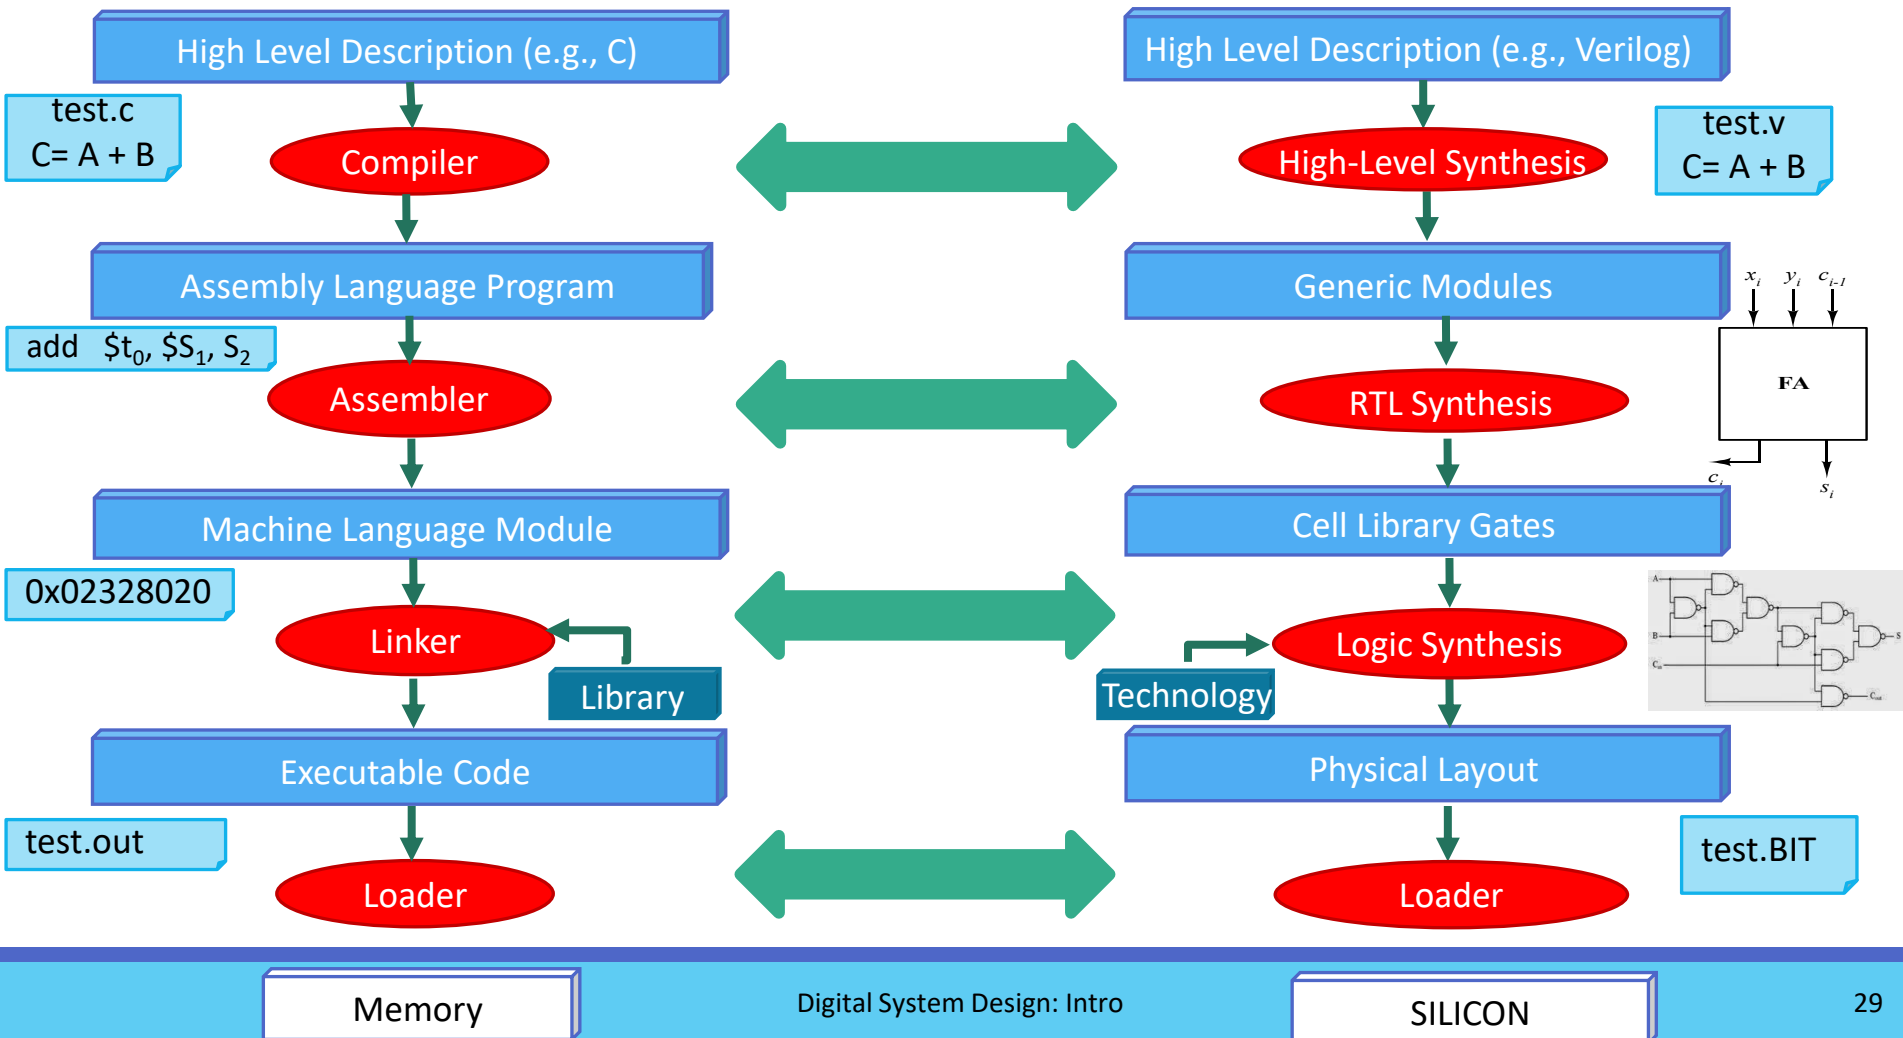 High Level Description (e.g., C)
High Level Description (e.g., Verilog)
test.c
C= A + B
Compiler
High-Level Synthesis
test.v
C= A + B
Assembly Language Program
Generic Modules
xᵢ yᵢ cᵢ₋₁
add $t₀, $S₁, S₂
Assembler
RTL Synthesis
FA
cᵢ
sᵢ
Machine Language Module
Cell Library Gates
0x02328020
Linker
Library
Technology
Logic Synthesis
A
B
S
Cᵢₙ
Cₒᵤₜ
Executable Code
Physical Layout
test.out
Loader
Loader
test.BIT
Memory
Digital System Design: Intro
SILICON
29